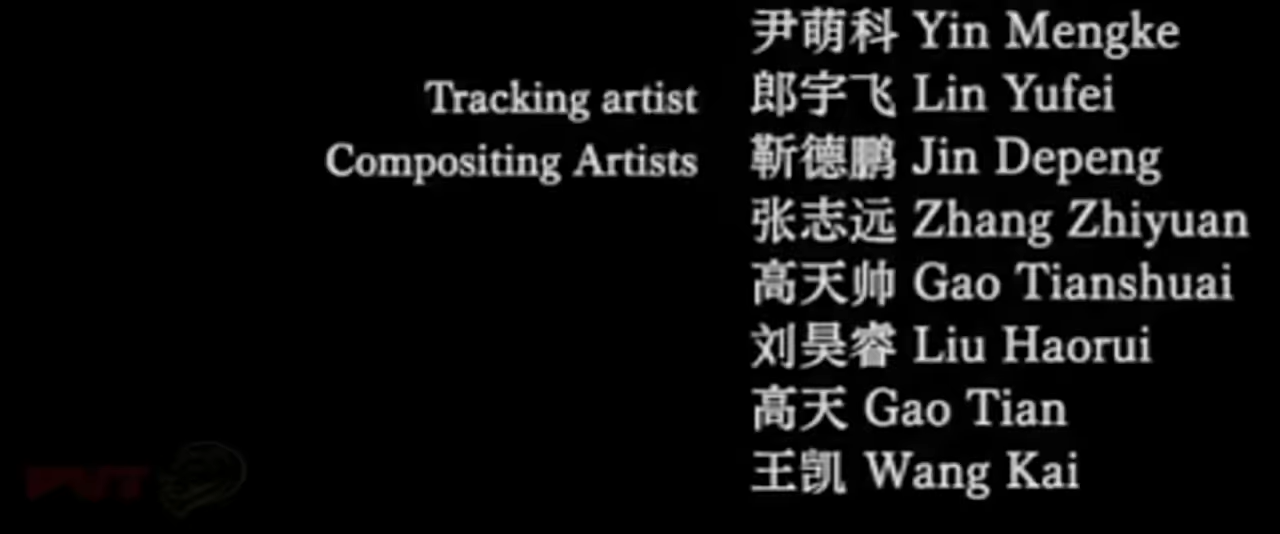 尹萌科 Yin Mengke
Tracking artist 郎宇飞 Lin Yufei
Compositing Artists 靳德鹏 Jin Depeng
张志远 Zhang Zhiyuan
高天帅 Gao Tianshuai
刘昊睿 Liu Haorui
高天 Gao Tian
王凯 Wang Kai